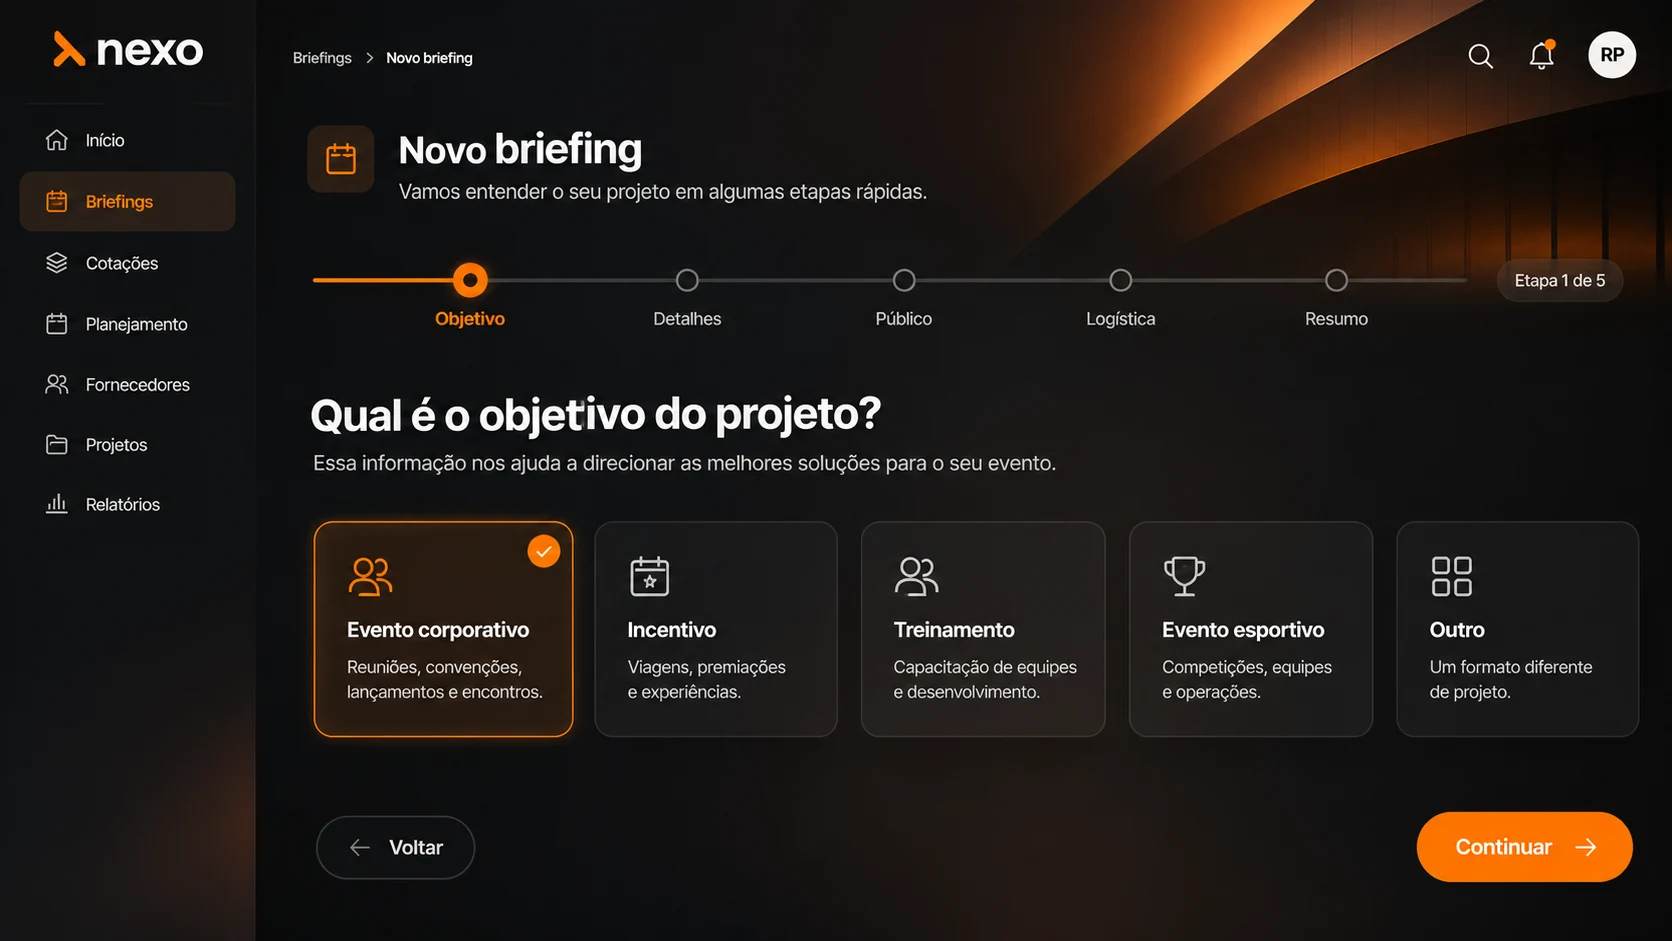 nexo
Briefings > Novo briefing
RP
Início
Briefings
Cotações
Planejamento
Fornecedores
Projetos
Relatórios
Novo briefing
Vamos entender o seu projeto em algumas etapas rápidas.
Objetivo
Detalhes
Público
Logística
Resumo
Etapa 1 de 5
Qual é o objetivo do projeto?
Essa informação nos ajuda a direcionar as melhores soluções para o seu evento.
Evento corporativo
Reuniões, convenções,
lançamentos e encontros.
Incentivo
Viagens, premiações
e experiências.
Treinamento
Capacitação de equipes
e desenvolvimento.
Evento esportivo
Competições, equipes
e operações.
Outro
Um formato diferente
de projeto.
Voltar
Continuar